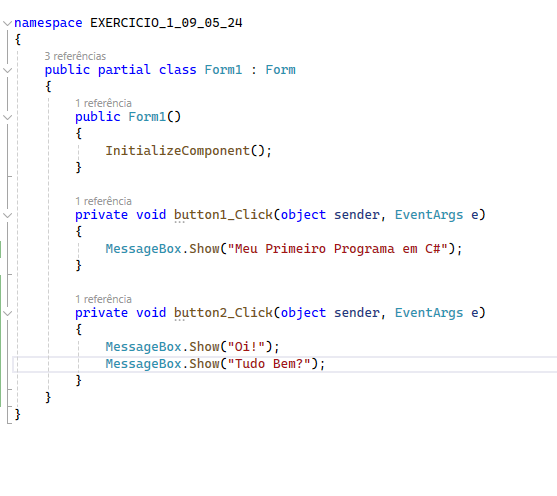 namespace EXERCICIO_1_09_05_24
{
3 referências
public partial class Form1 : Form
{
1 referência
public Form1()
{
InitializeComponent();
}
1 referência
private void button1_Click(object sender, EventArgs e)
{
MessageBox.Show("Meu Primeiro Programa em C#");
}
1 referência
private void button2_Click(object sender, EventArgs e)
{
MessageBox.Show("Oi!");
MessageBox.Show("Tudo Bem?");
}
}
}